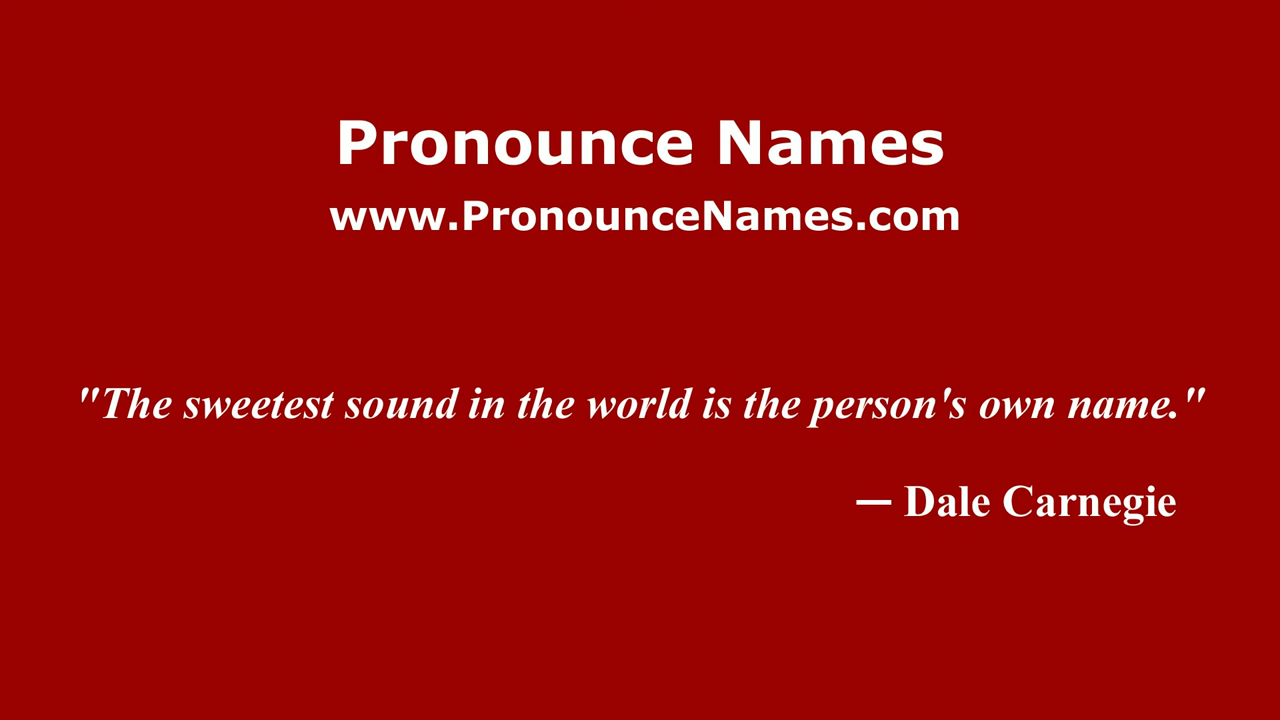 Pronounce Names
www.PronounceNames.com
"The sweetest sound in the world is the person's own name."
— Dale Carnegie